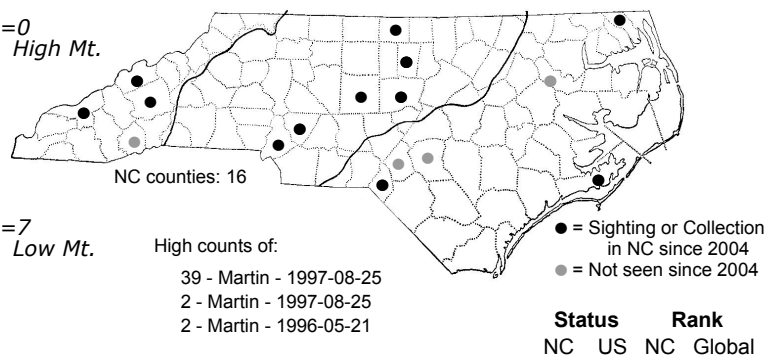 =0
High Mt.
NC counties: 16
=7
Low Mt.
High counts of:
39 - Martin - 1997-08-25
2 - Martin - 1997-08-25
2 - Martin - 1996-05-21
= Sighting or Collection
in NC since 2004
= Not seen since 2004
Status Rank
NC US NC Global